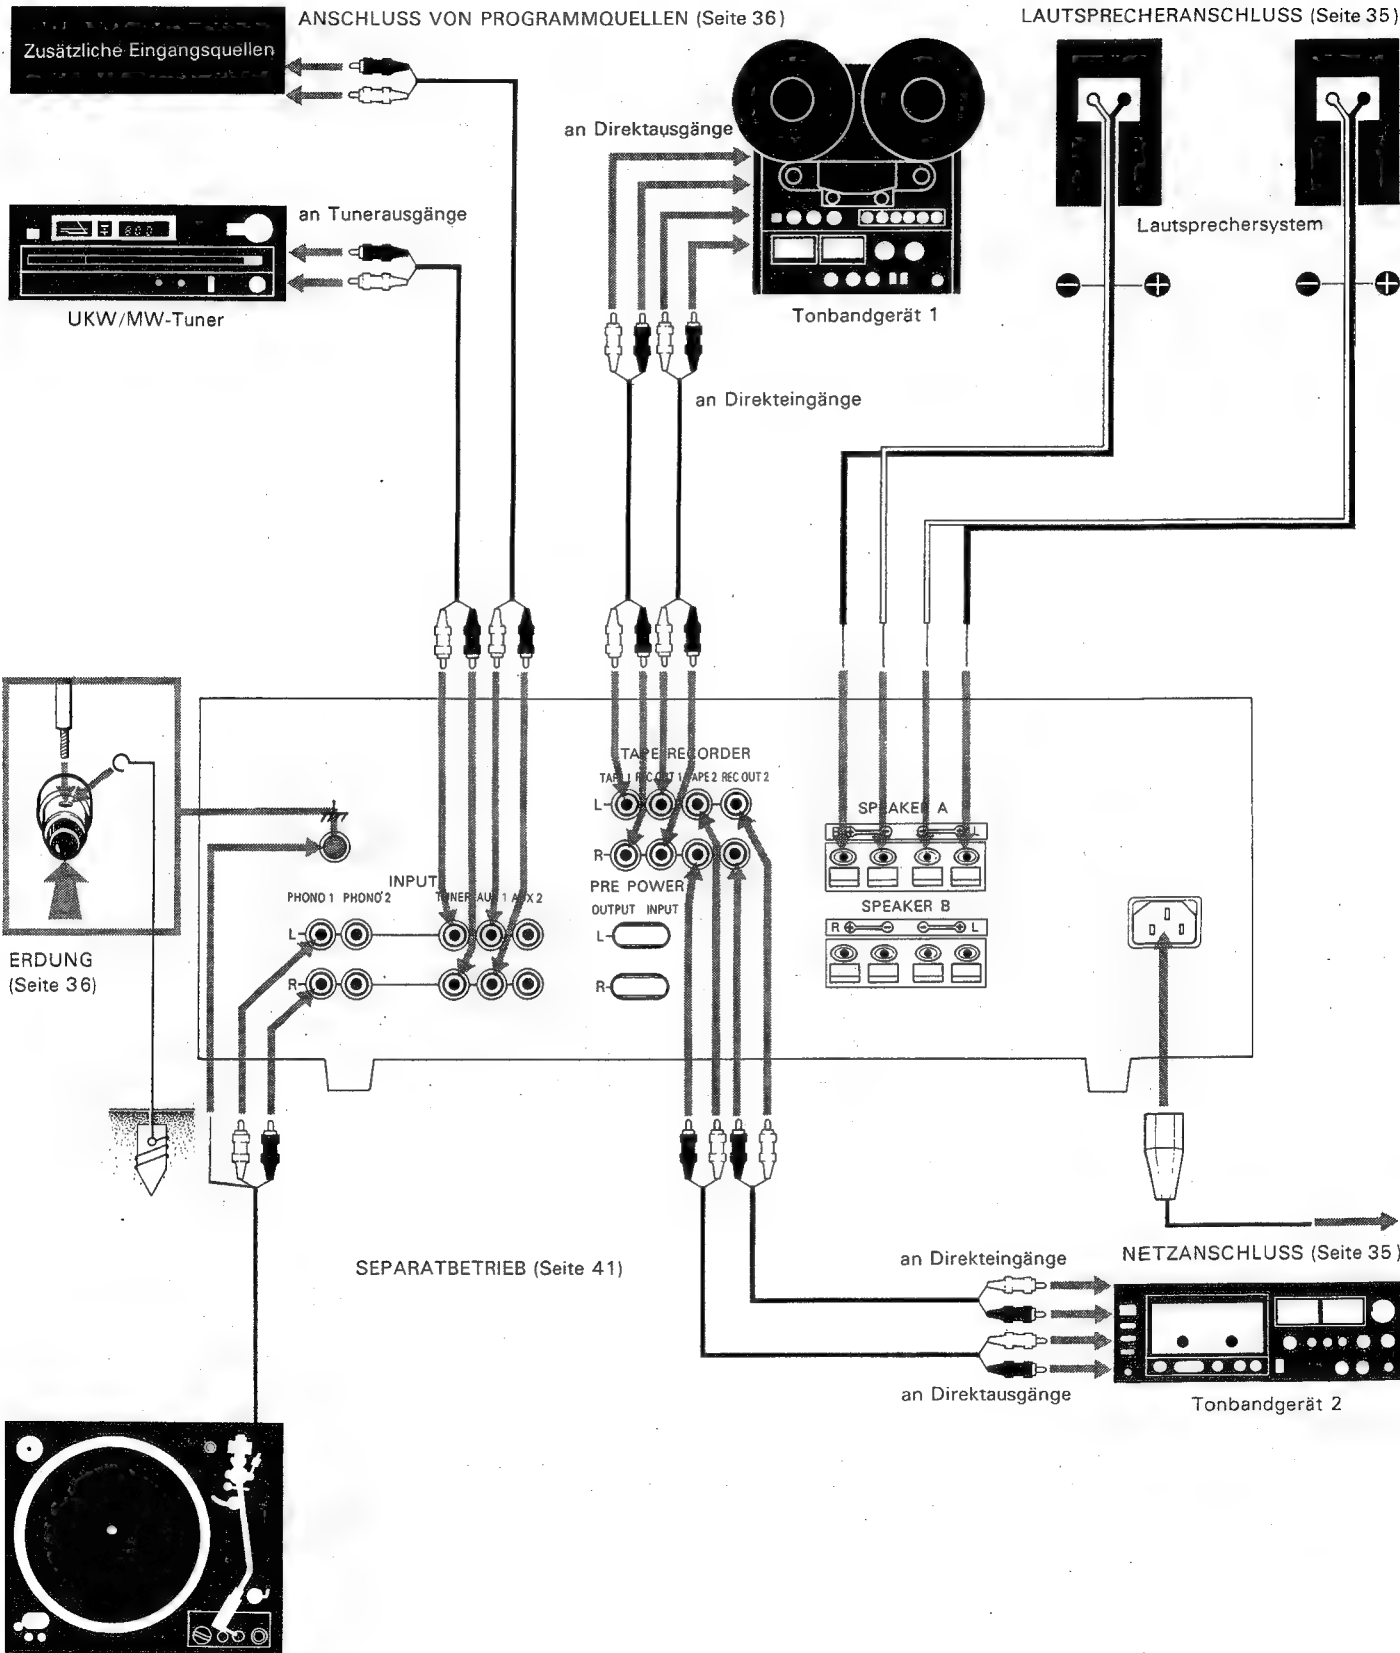 ANSCHLUSS VON PROGRAMMQUELLEN (Seite 36)
LAUTSPRECHERANSCHLUSS (Seite 35)
Zusätzliche Eingangsquellen
an Direktausgänge
an Tunerausgänge
Lautsprechersystem
UKW/MW-Tuner
Tonbandgerät 1
an Direkteingänge
TAPE RECORDER
TAPE 1 REC OUT 1 TAPE 2 REC OUT 2
L
R
SPEAKER A
R + - - + L
INPUT
PHONO 1 PHONO 2 TUNER AUX 1 AUX 2
L
R
PRE POWER
OUTPUT INPUT
L
R
SPEAKER B
R + - - + L
ERDUNG
(Seite 36)
SEPARATBETRIEB (Seite 41)
an Direkteingänge
NETZANSCHLUSS (Seite 35)
an Direktausgänge
Tonbandgerät 2